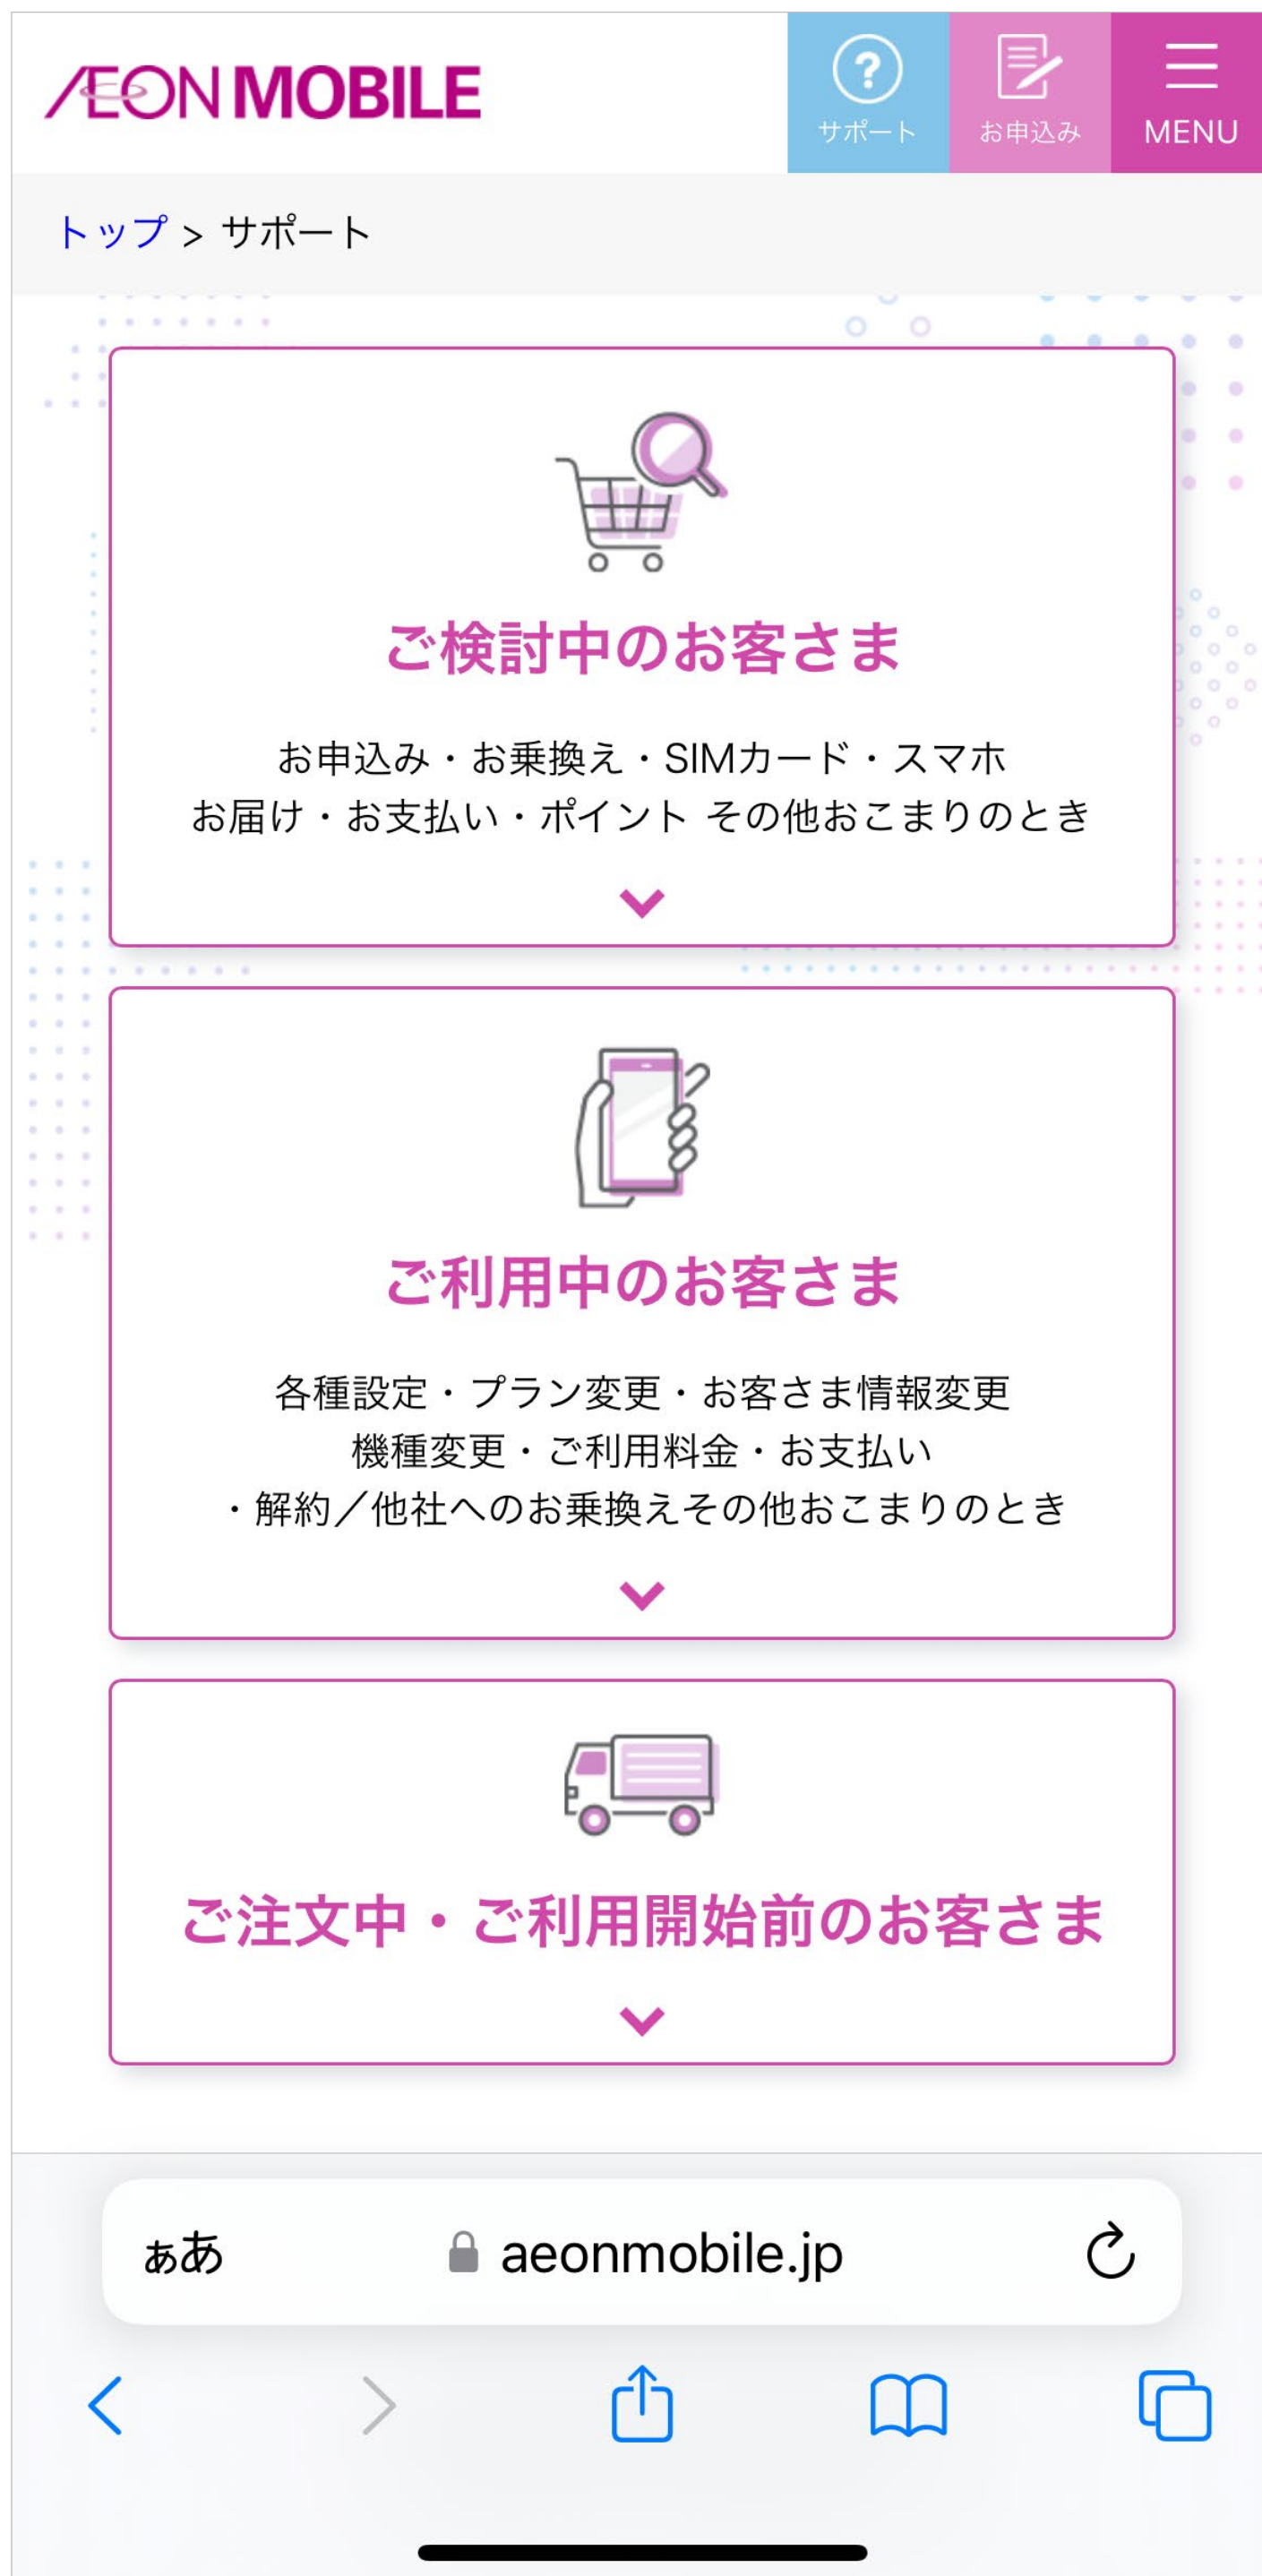 ÆON MOBILE
サポート
お申込み
MENU
トップ > サポート
ご検討中のお客さま
お申込み・お乗換え・SIMカード・スマホ
お届け・お支払い・ポイント その他おこまりのとき
ご利用中のお客さま
各種設定・プラン変更・お客さま情報変更
機種変更・ご利用料金・お支払い
・解約／他社へのお乗換えその他おこまりのとき
ご注文中・ご利用開始前のお客さま
ぁあ aeonmobile.jp